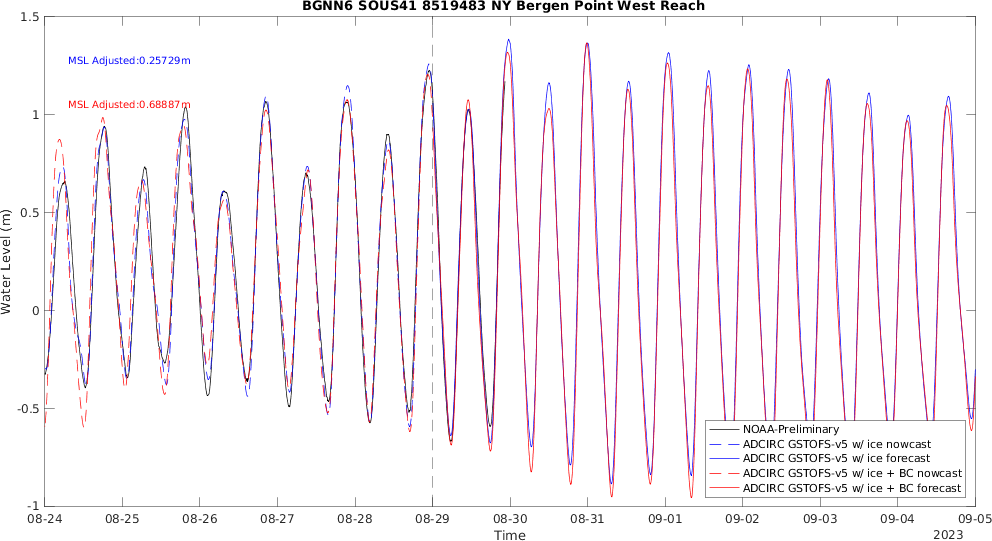 BGNN6 SOUS41 8519483 NY Bergen Point West Reach
1.5
MSL Adjusted:0.25729m
MSL Adjusted:0.68887m
1
0.5
0
-0.5
-1
Water Level (m)
NOAA-Preliminary
ADCIRC GSTOFS-v5 w/ ice nowcast
ADCIRC GSTOFS-v5 w/ ice forecast
ADCIRC GSTOFS-v5 w/ ice + BC nowcast
ADCIRC GSTOFS-v5 w/ ice + BC forecast
08-24 08-25 08-26 08-27 08-28 08-29 08-30 08-31 09-01 09-02 09-03 09-04 09-05
Time
2023